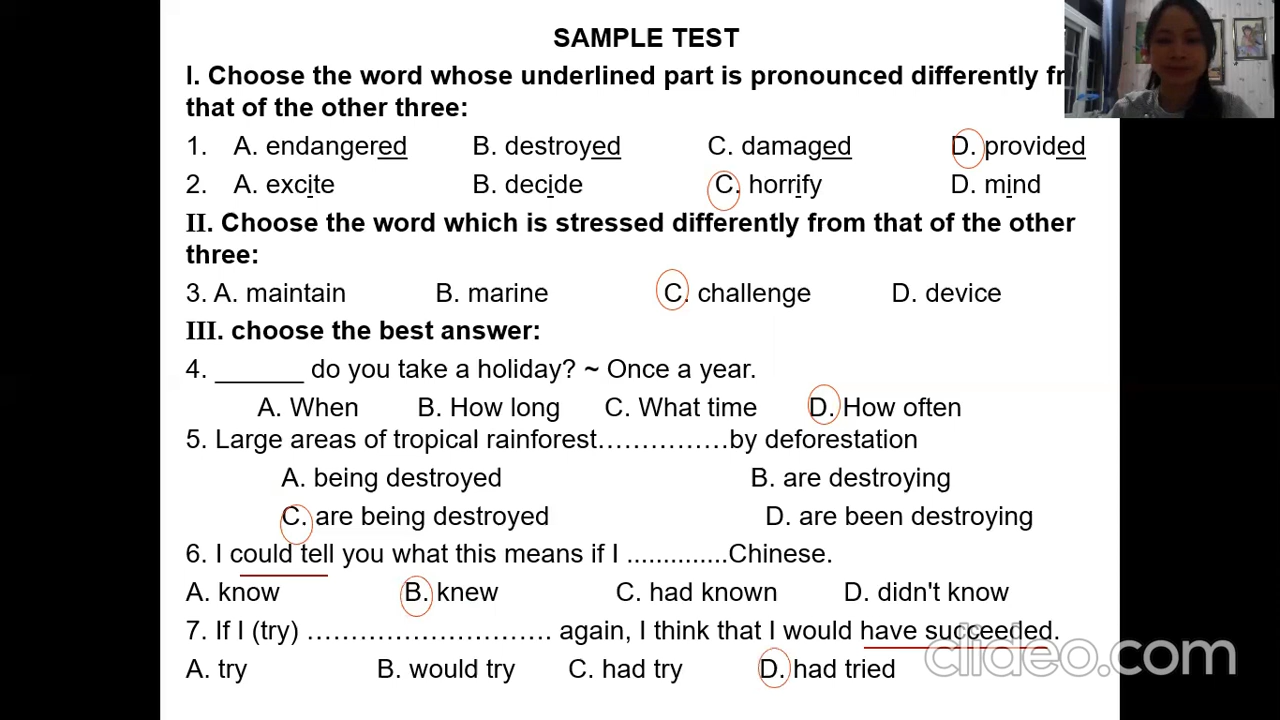 SAMPLE TEST
I. Choose the word whose underlined part is pronounced differently
that of the other three:
1. A. endangered B. destroyed C. damaged D. provided
2. A. excite B. decide C. horrify D. mind
II. Choose the word which is stressed differently from that of the other
three:
3. A. maintain B. marine C. challenge D. device
III. choose the best answer:
4. ______ do you take a holiday? ~ Once a year.
A. When B. How long C. What time D. How often
5. Large areas of tropical rainforest……………by deforestation
A. being destroyed B. are destroying
C. are being destroyed D. are been destroying
6. I could tell you what this means if I ..............Chinese.
A. know B. knew C. had known D. didn't know
7. If I (try) ………………………. again, I think that I would have succeeded.
A. try B. would try C. had try D. had tried
clideo.com